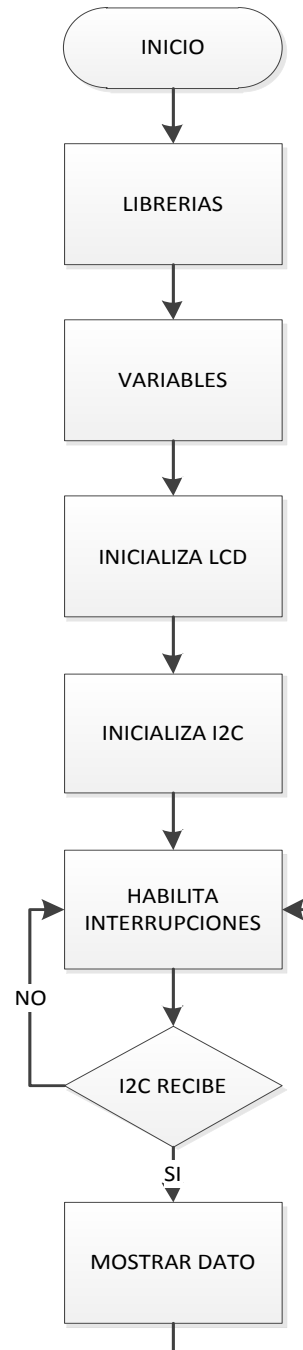 INICIO
LIBRERIAS
VARIABLES
INICIALIZA LCD
INICIALIZA I2C
HABILITA
INTERRUPCIONES
NO
I2C RECIBE
SI
MOSTRAR DATO